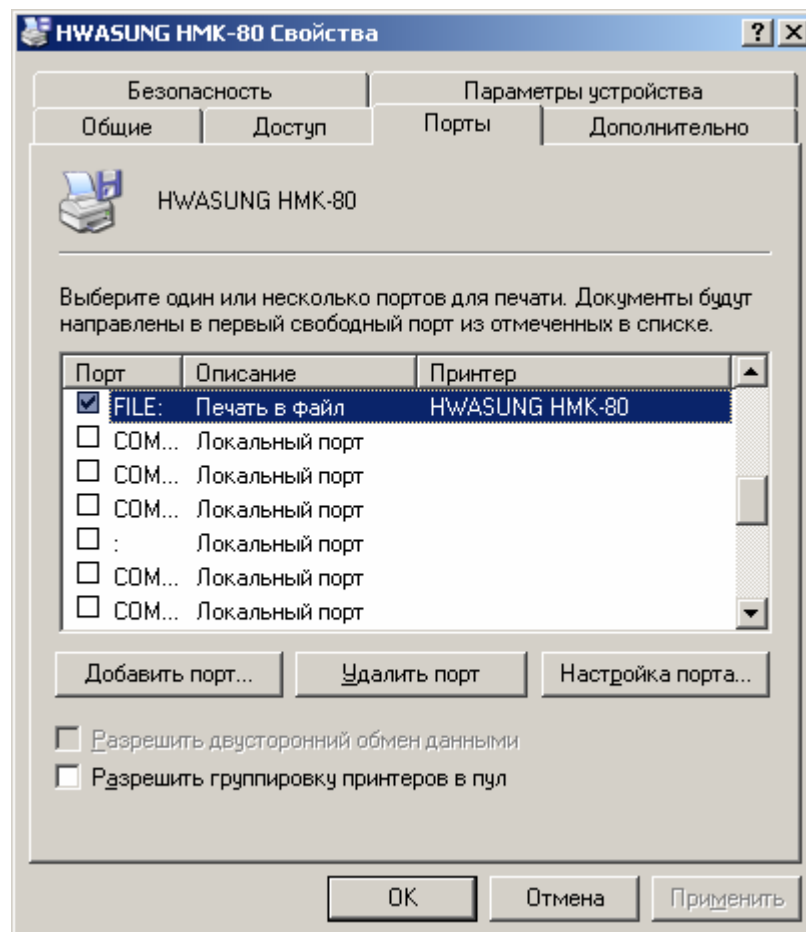 HWASUNG HMK-80 Свойства
Безопасность Параметры устройства
Общие Доступ Порты Дополнительно
HWASUNG HMK-80
Выберите один или несколько портов для печати. Документы будут
направлены в первый свободный порт из отмеченных в списке.
Порт Описание Принтер
FILE: Печать в файл HWASUNG HMK-80
COM... Локальный порт
COM... Локальный порт
COM... Локальный порт
: Локальный порт
COM... Локальный порт
COM... Локальный порт
Добавить порт... Удалить порт Настройка порта...
Разрешить двусторонний обмен данными
Разрешить группировку принтеров в пул
OK Отмена Применить